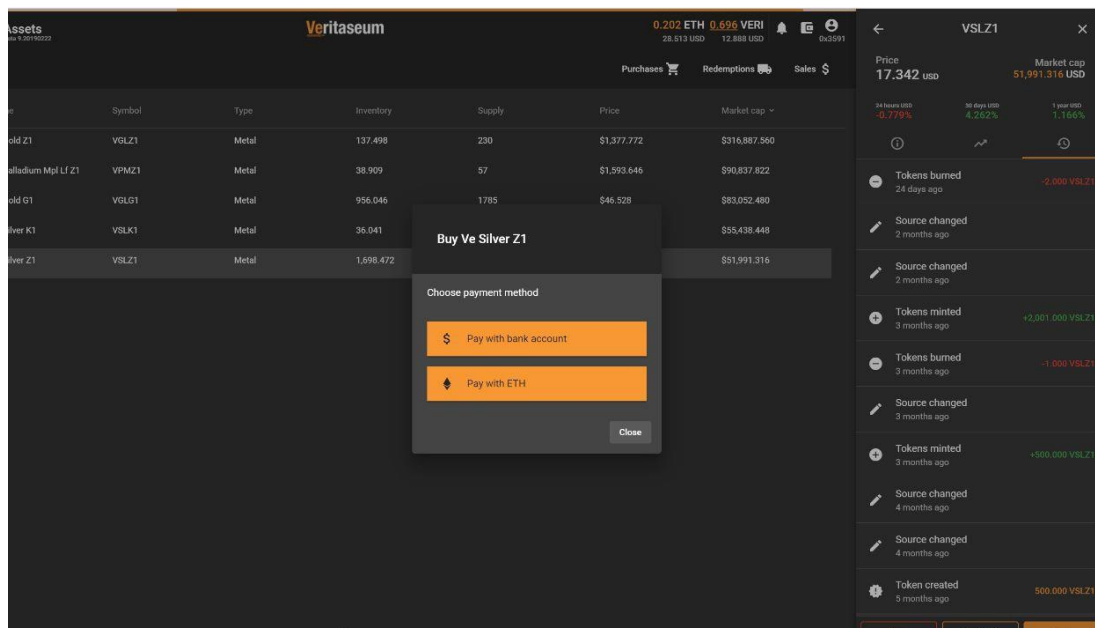 Assets
Veritaseum
0.202 ETH 0.696 VERI
28.513 USD 12.888 USD
0x3591
Purchases Redemptions Sales $
Symbol Type Inventory Supply Price Market cap
old Z1 VGLZ1 Metal 137.498 230 $1,377.772 $316,887.560
alladium Mpl Lf Z1 VPMZ1 Metal 38.909 57 $1,593.646 $90,837.822
old G1 VGLG1 Metal 956.046 1785 $46.528 $83,052.480
ilver K1 VSLK1 Metal 36.041 $55,438.448
ilver Z1 VSLZ1 Metal 1,698.472 $51,991.316
Buy Ve Silver Z1
Choose payment method
$ Pay with bank account
Pay with ETH
Close
VSLZ1
Price Market cap
17.342 USD 51,991.316 USD
24 hours USD 30 days USD 1 year USD
-0.779% 4.262% 1.166%
Tokens burned
24 days ago
-2.000 VSLZ1
Source changed
2 months ago
Source changed
2 months ago
Tokens minted
3 months ago
+2,001.000 VSLZ1
Tokens burned
3 months ago
-1.000 VSLZ1
Source changed
3 months ago
Tokens minted
3 months ago
+500.000 VSLZ1
Source changed
4 months ago
Source changed
4 months ago
Token created
5 months ago
500.000 VSLZ1